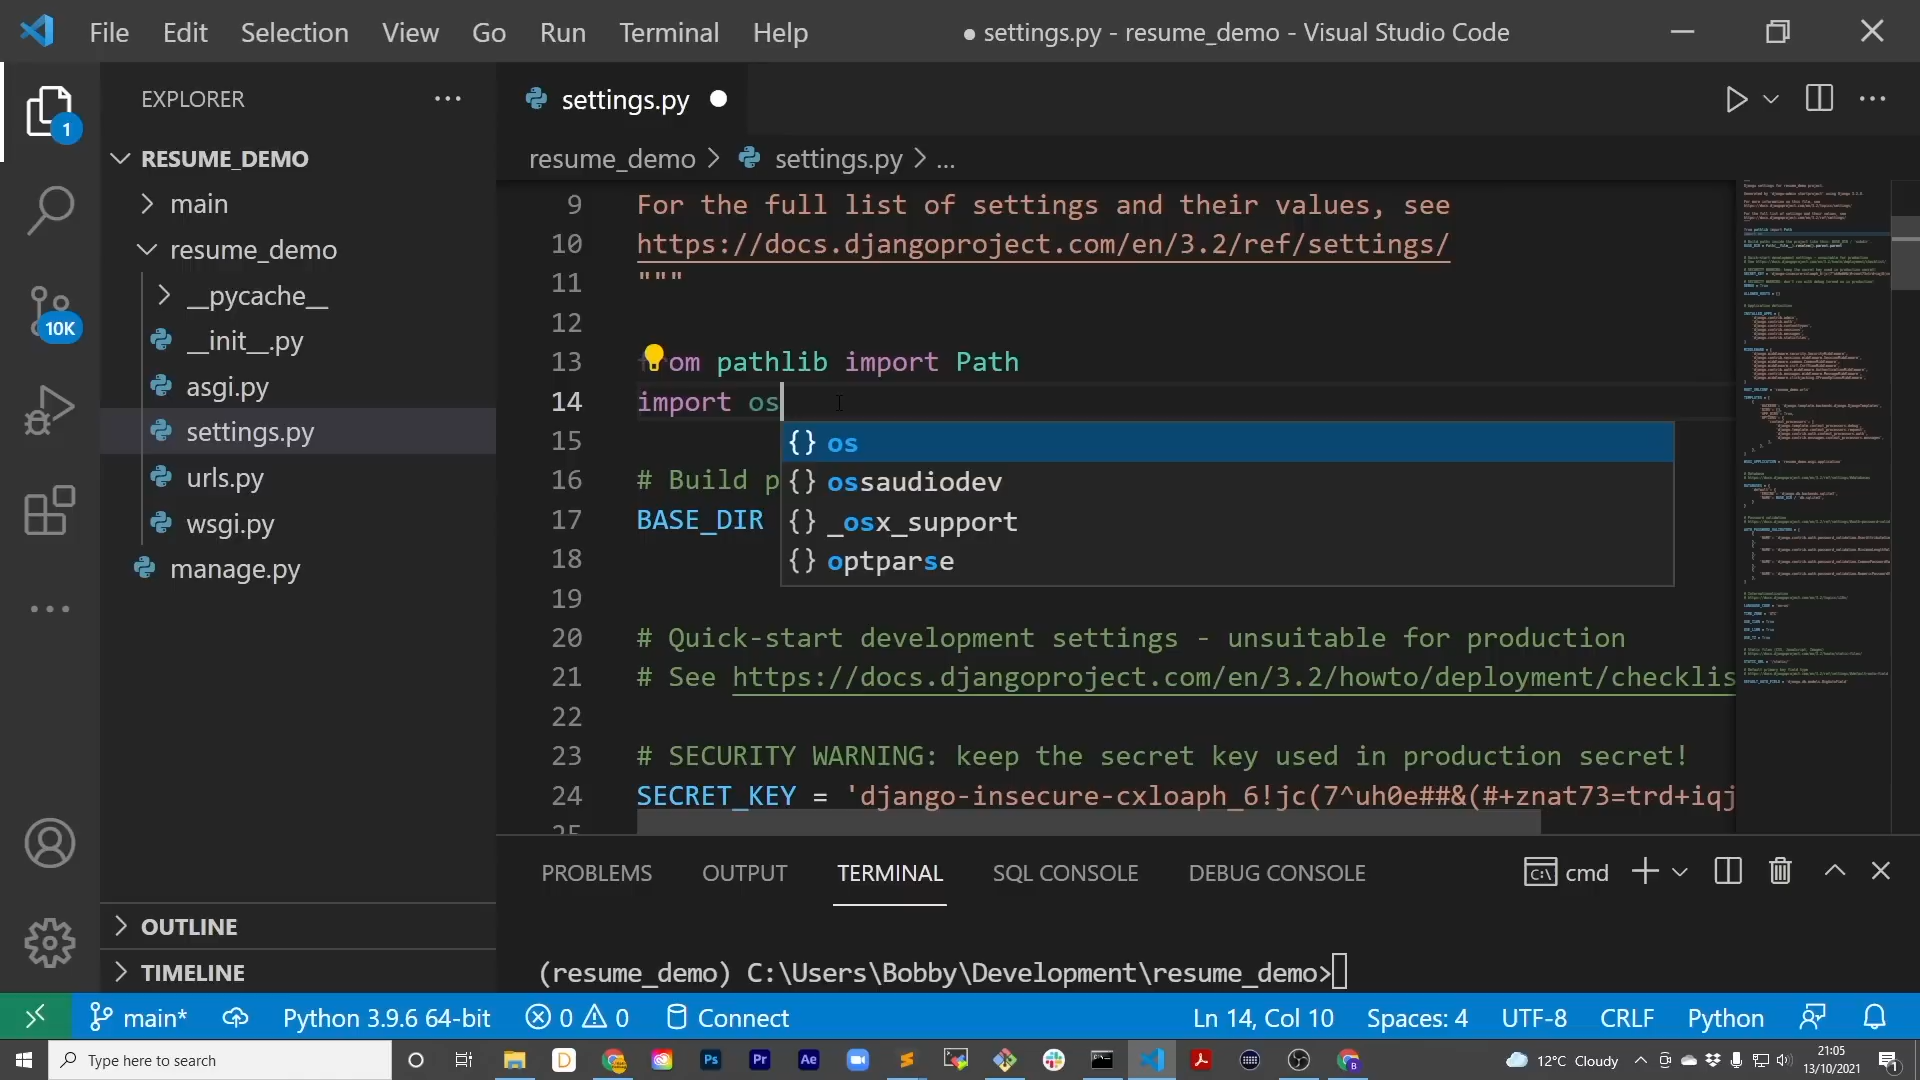 File Edit Selection View Go Run Terminal Help ● settings.py - resume_demo - Visual Studio Code
EXPLORER ...
1
RESUME_DEMO
main
resume_demo
__pycache__
__init__.py
asgi.py
settings.py
urls.py
wsgi.py
manage.py
10K
OUTLINE
TIMELINE
settings.py
resume_demo > settings.py > ...
9 For the full list of settings and their values, see
10 https://docs.djangoproject.com/en/3.2/ref/settings/
11 """
12
13 from pathlib import Path
14 import os
15
16 # Build p
17 BASE_DIR
18
19
20 # Quick-start development settings - unsuitable for production
21 # See https://docs.djangoproject.com/en/3.2/howto/deployment/checklis
22
23 # SECURITY WARNING: keep the secret key used in production secret!
24 SECRET_KEY = 'django-insecure-cxloaph_6!jc(7^uh0e##&(#+znat73=trd+iqj
25
{} os
{} ossaudiodev
{} _osx_support
{} optparse
PROBLEMS OUTPUT TERMINAL SQL CONSOLE DEBUG CONSOLE cmd
(resume_demo) C:\Users\Bobby\Development\resume_demo>
main* Python 3.9.6 64-bit 0 0 Connect Ln 14, Col 10 Spaces: 4 UTF-8 CRLF Python
Type here to search D Ps Pr Ae 12°C Cloudy 21:05
13/10/2021